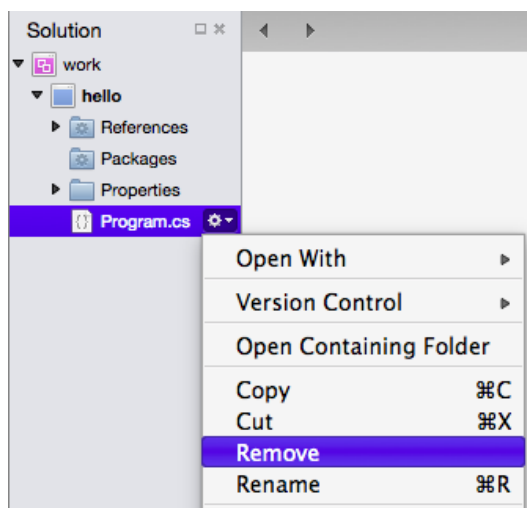 Solution
work
hello
References
Packages
Properties
Program.cs
Open With
Version Control
Open Containing Folder
Copy ⌘C
Cut ⌘X
Remove
Rename ⌘R